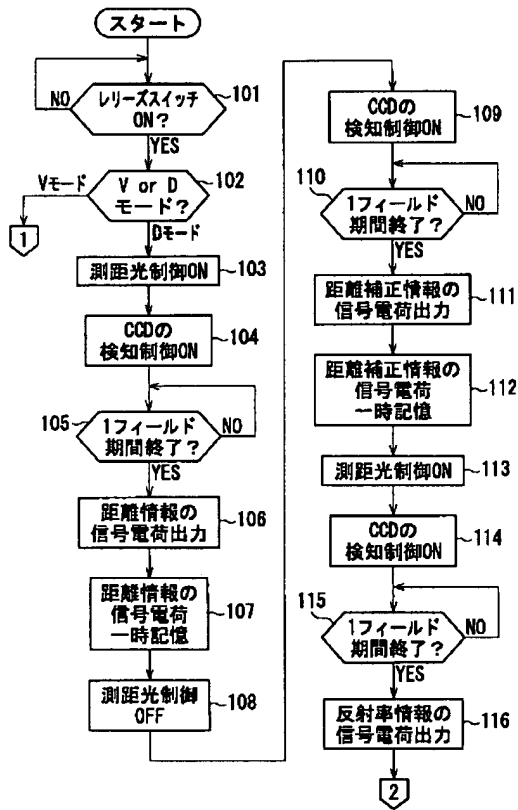 スタート
レリーズスイッチ
ON?
101
NO
YES
V or D
モード?
102
Vモード
1
Dモード
測距光制御ON
103
CCDの
検知制御ON
104
1フィールド
期間終了?
105
NO
YES
距離情報の
信号電荷出力
106
距離情報の
信号電荷
一時記憶
107
測距光制御
OFF
108
CCDの
検知制御ON
109
110
1フィールド
期間終了?
NO
YES
距離補正情報の
信号電荷出力
111
距離補正情報の
信号電荷
一時記憶
112
測距光制御ON
113
CCDの
検知制御ON
114
115
1フィールド
期間終了?
NO
YES
反射率情報の
信号電荷出力
116
2